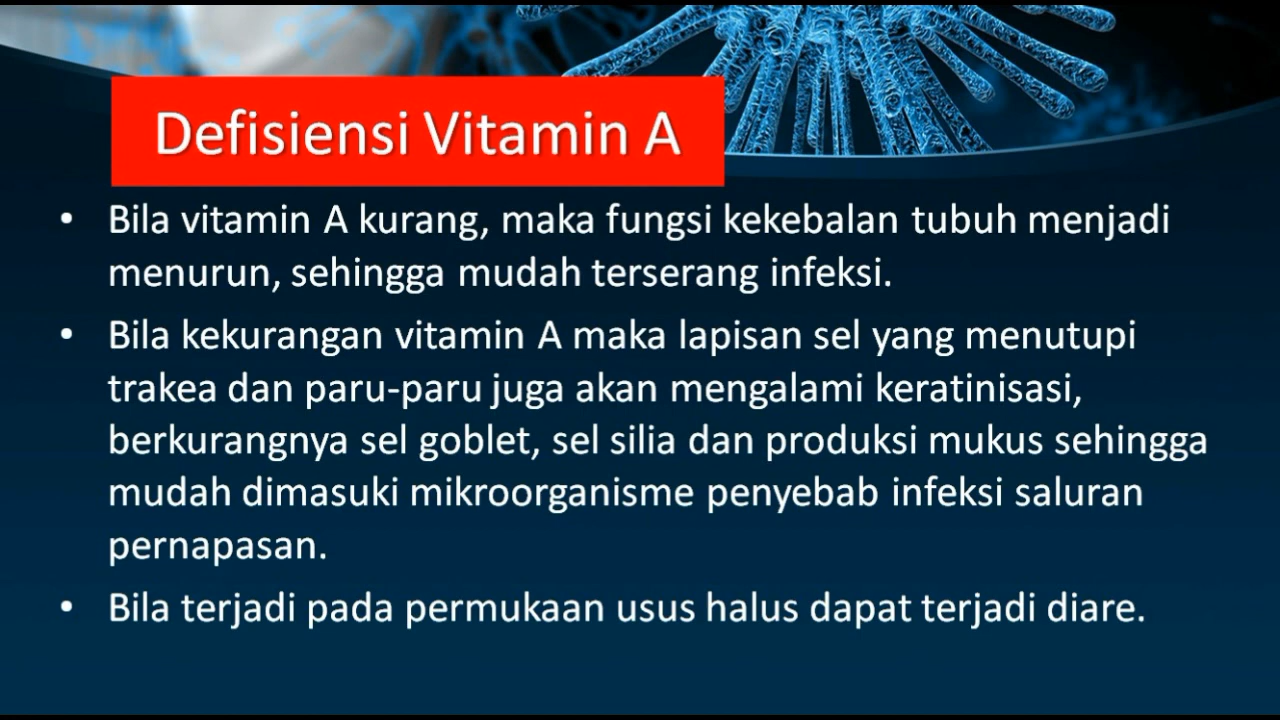 Defisiensi Vitamin A
• Bila vitamin A kurang, maka fungsi kekebalan tubuh menjadi
menurun, sehingga mudah terserang infeksi.
• Bila kekurangan vitamin A maka lapisan sel yang menutupi
trakea dan paru-paru juga akan mengalami keratinisasi,
berkurangnya sel goblet, sel silia dan produksi mukus sehingga
mudah dimasuki mikroorganisme penyebab infeksi saluran
pernapasan.
• Bila terjadi pada permukaan usus halus dapat terjadi diare.